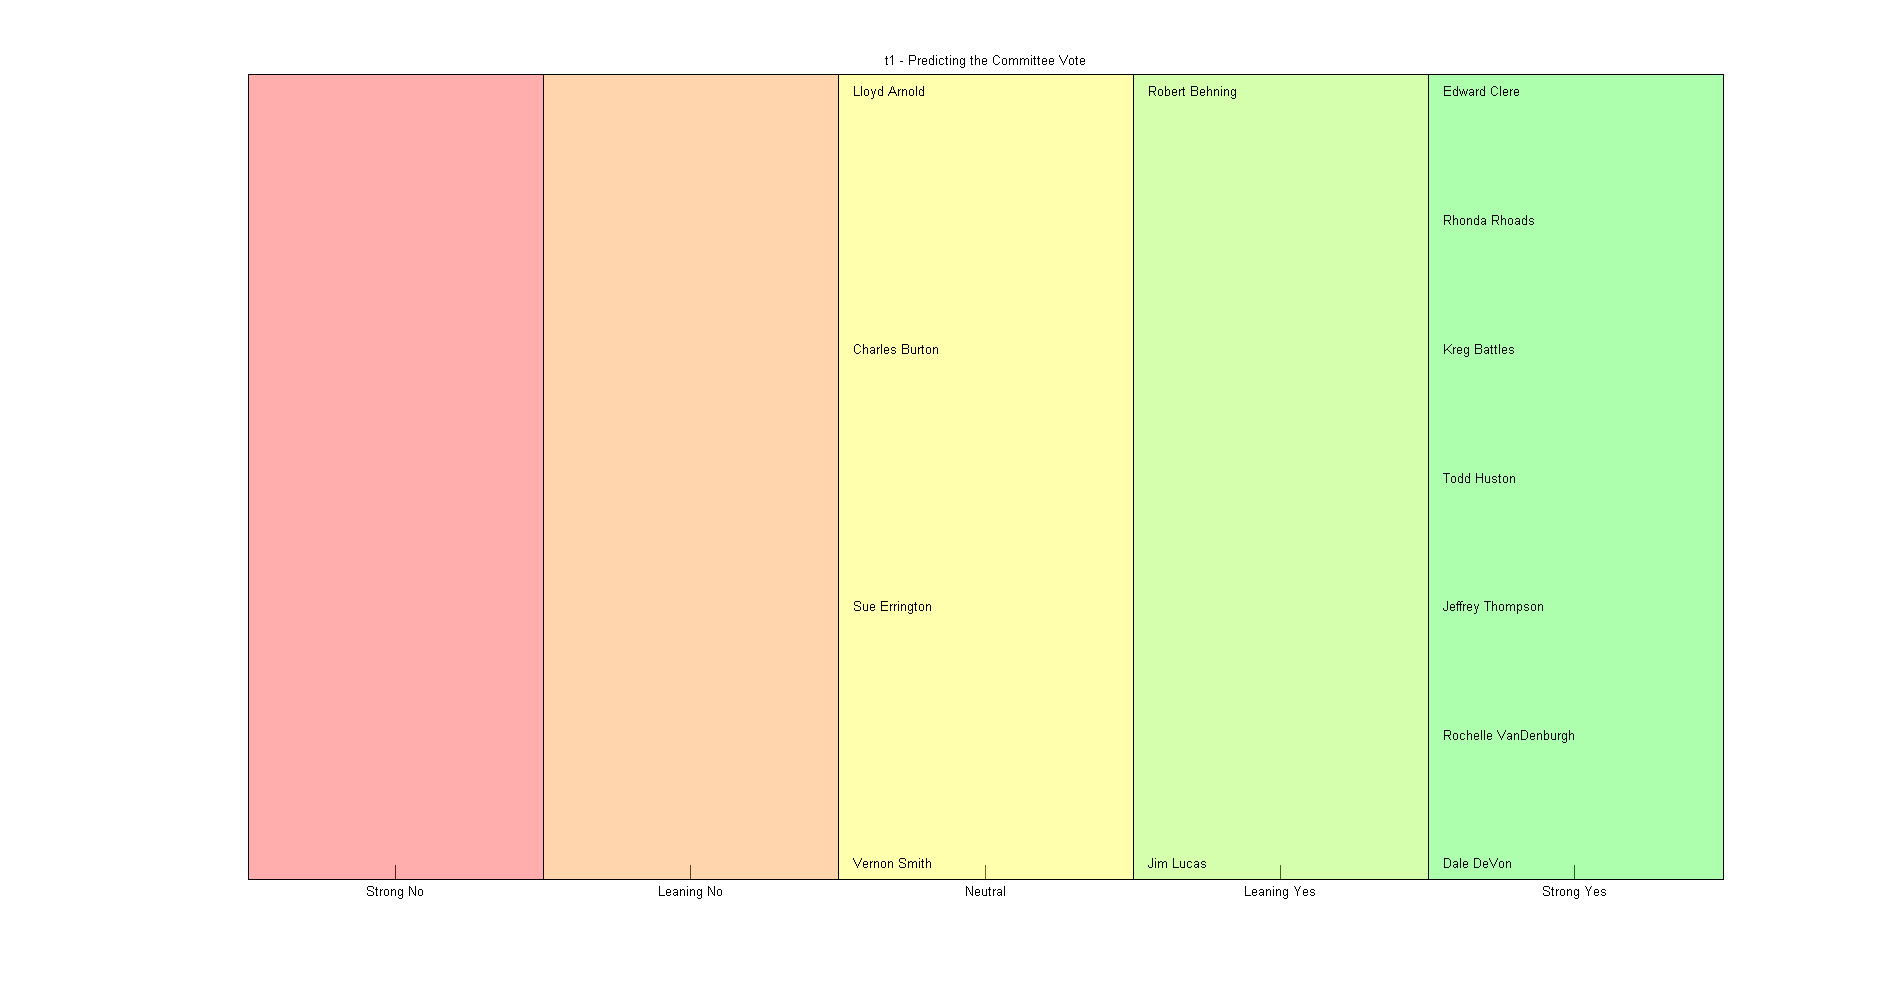 t1 - Predicting the Committee Vote
Lloyd Arnold
Charles Burton
Sue Errington
Vernon Smith
Robert Behning
Jim Lucas
Edward Clere
Rhonda Rhoads
Kreg Battles
Todd Huston
Jeffrey Thompson
Rochelle VanDenburgh
Dale DeVon
Strong No
Leaning No
Neutral
Leaning Yes
Strong Yes